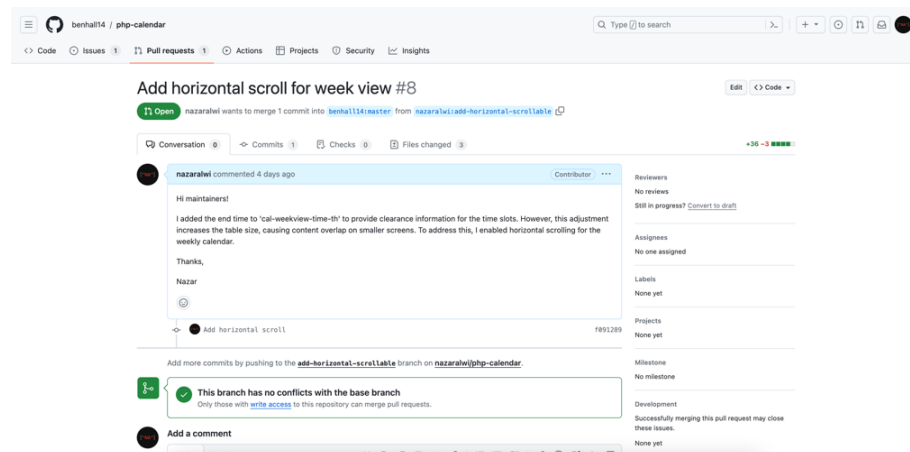 benhall14 / php-calendar
Type / to search
Code
Issues 1
Pull requests 1
Actions
Projects
Security
Insights
Add horizontal scroll for week view #8
Edit
<> Code
Open
nazaralwi wants to merge 1 commit into benhall14:master from nazaralwi:add-horizontal-scrollable
Conversation 0
Commits 1
Checks 0
Files changed 3
+36 −3
nazaralwi commented 4 days ago
Contributor
Hi maintainers!
I added the end time to 'cal-weekview-time-th' to provide clearance information for the time slots. However, this adjustment
increases the table size, causing content overlap on smaller screens. To address this, I enabled horizontal scrolling for the
weekly calendar.
Thanks,
Nazar
Add horizontal scroll
f091289
Add more commits by pushing to the add-horizontal-scrollable branch on nazaralwi/php-calendar.
This branch has no conflicts with the base branch
Only those with write access to this repository can merge pull requests.
Add a comment
Reviewers
No reviews
Still in progress? Convert to draft
Assignees
No one assigned
Labels
None yet
Projects
None yet
Milestone
No milestone
Development
Successfully merging this pull request may close
these issues.
None yet